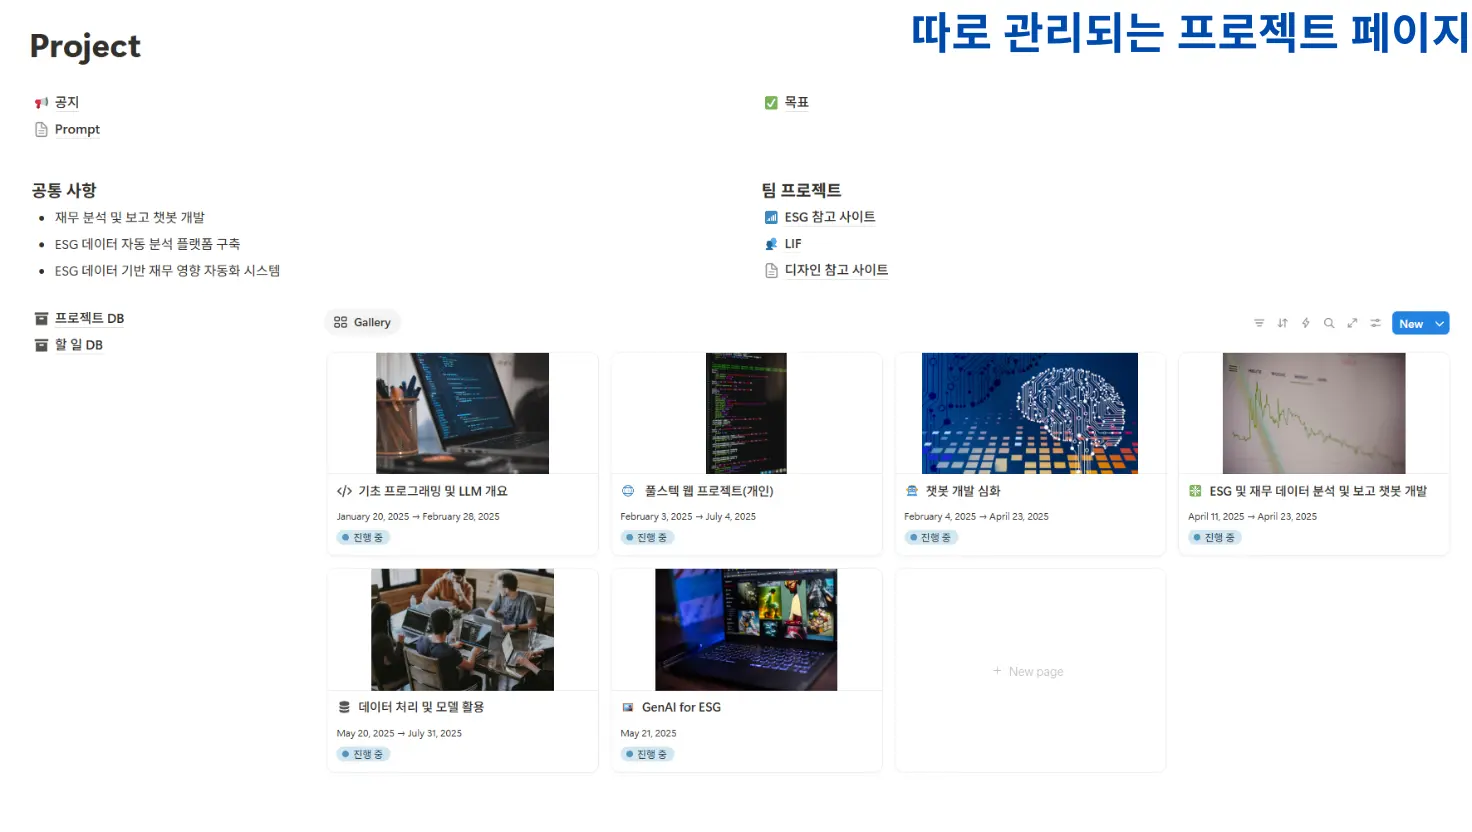 따로 관리되는 프로젝트 페이지
Project
공지
Prompt
목표
공통 사항
재무 분석 및 보고 챗봇 개발
ESG 데이터 자동 분석 플랫폼 구축
ESG 데이터 기반 재무 영향 자동화 시스템
팀 프로젝트
ESG 참고 사이트
LIF
디자인 참고 사이트
프로젝트 DB
할 일 DB
Gallery
New
기초 프로그래밍 및 LLM 개요
January 20, 2025 → February 28, 2025
진행 중
풀스텍 웹 프로젝트(개인)
February 3, 2025 → July 4, 2025
진행 중
챗봇 개발 심화
February 4, 2025 → April 23, 2025
진행 중
ESG 및 재무 데이터 분석 및 보고 챗봇 개발
April 11, 2025 → April 23, 2025
진행 중
데이터 처리 및 모델 활용
May 20, 2025 → July 31, 2025
진행 중
GenAI for ESG
May 21, 2025
진행 중
+ New page